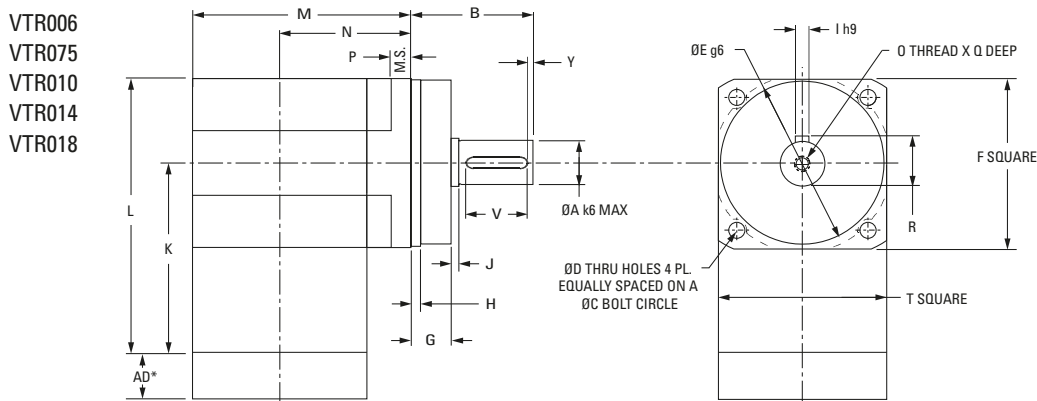 VTR006
VTR075
VTR010
VTR014
VTR018
M
B
N
P
M.S.
Y
L
K
V
ØA k6 MAX
J
H
G
AD*
I h9
ØE g6
O THREAD X Q DEEP
F SQUARE
R
ØD THRU HOLES 4 PL.
EQUALLY SPACED ON A
ØC BOLT CIRCLE
T SQUARE